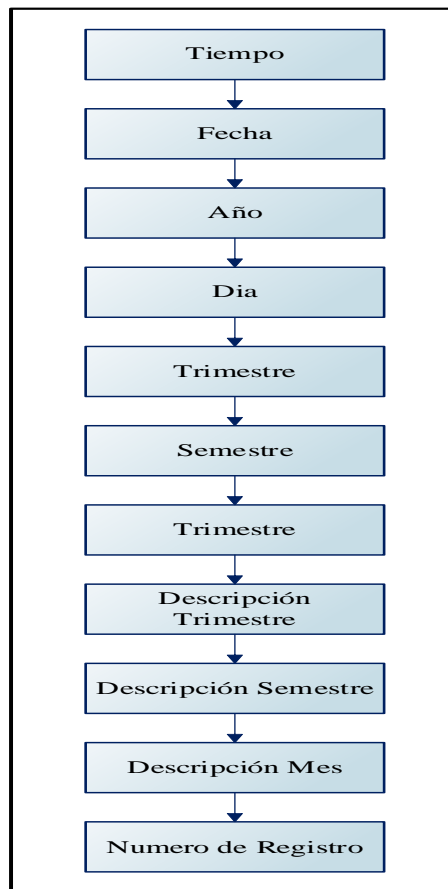 Tiempo
Fecha
Año
Dia
Trimestre
Semestre
Trimestre
Descripción
Trimestre
Descripción Semestre
Descripción Mes
Numero de Registro